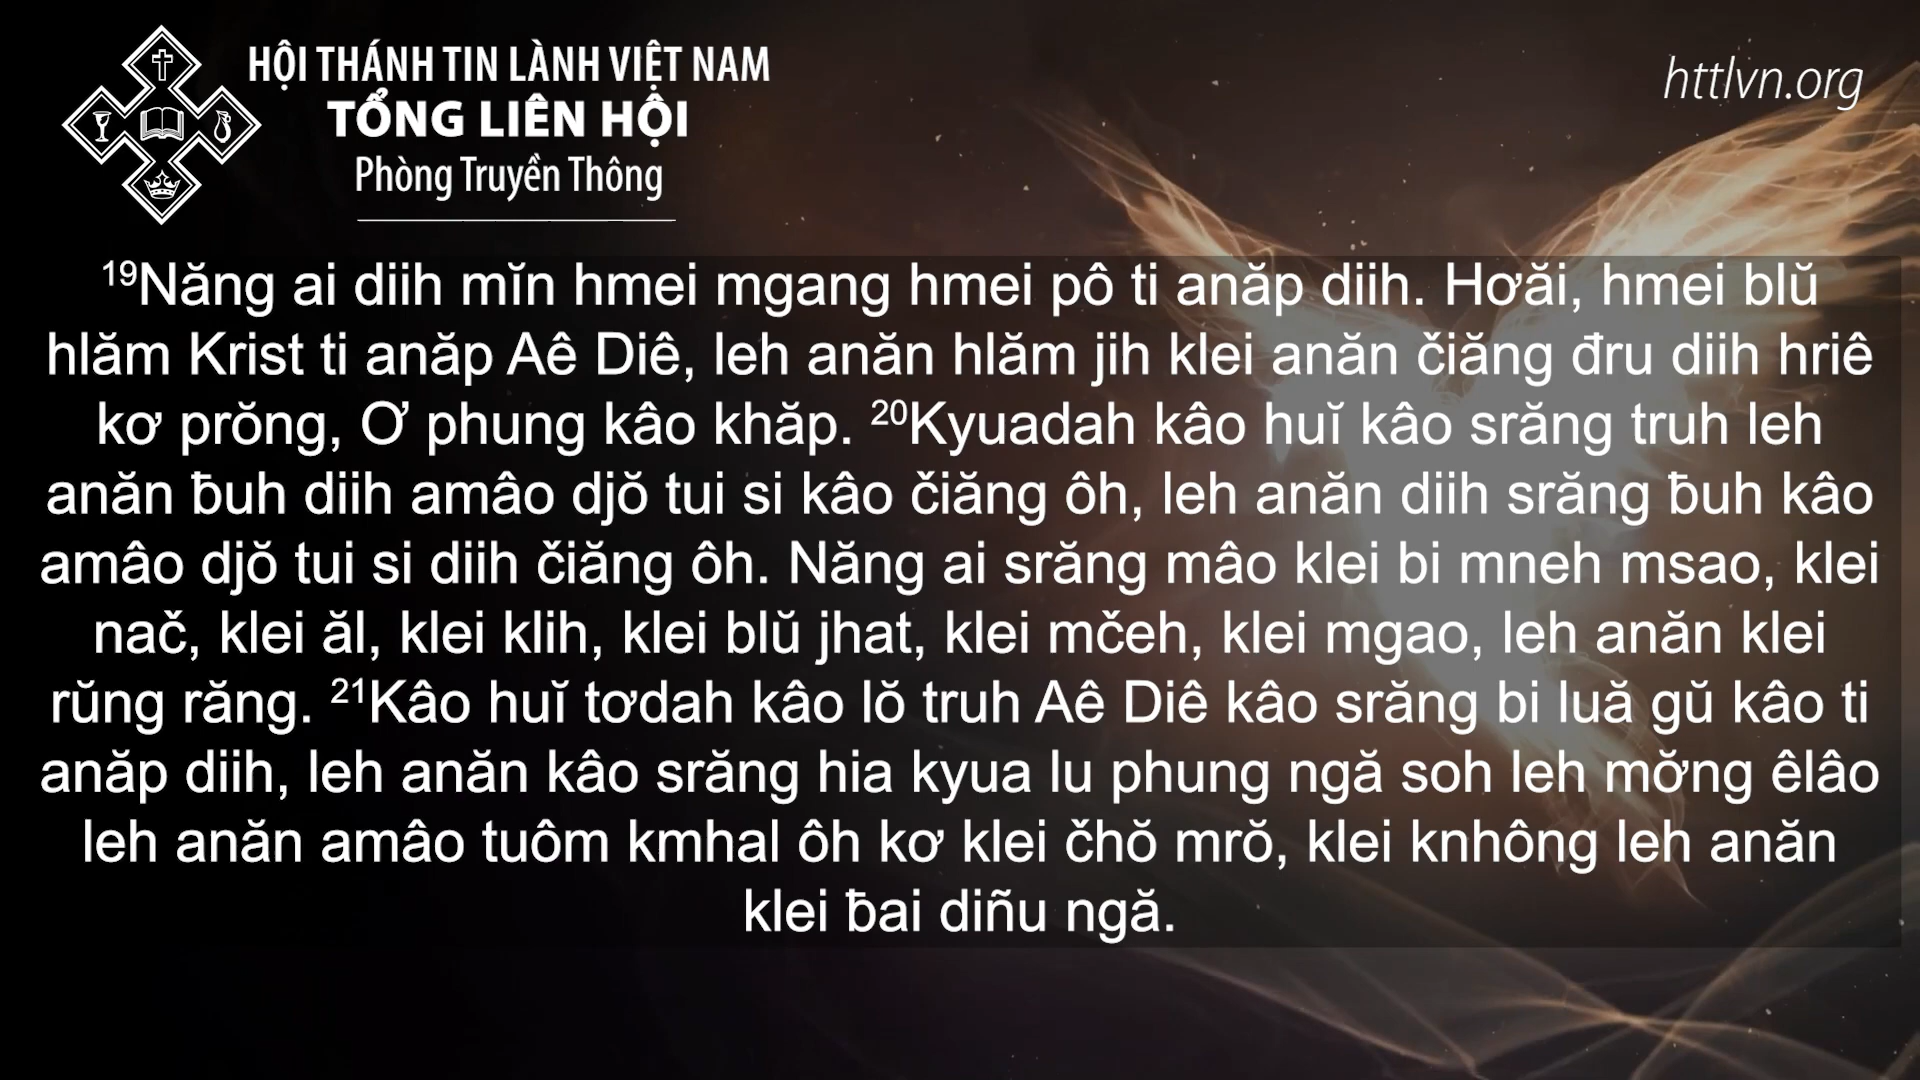 HỘI THÁNH TIN LÀNH VIỆT NAM
TỔNG LIÊN HỘI
Phòng Truyền Thông
httlvn.org
19Năng ai diih mĭn hmei mgang hmei pô ti anăp diih. Hơăi, hmei blŭ
hlăm Krist ti anăp Aê Diê, leh anăn hlăm jih klei anăn čiăng đru diih hriê
kơ prŏng, Ơ phung kâo khăp. 20Kyuadah kâo huĭ kâo srăng truh leh
anăn ƀuh diih amâo djŏ tui si kâo čiăng ôh, leh anăn diih srăng ƀuh kâo
amâo djŏ tui si diih čiăng ôh. Năng ai srăng mâo klei bi mneh msao, klei
nač, klei ăl, klei klih, klei blŭ jhat, klei mčeh, klei mgao, leh anăn klei
rŭng răng. 21Kâo huĭ tơdah kâo lŏ truh Aê Diê kâo srăng bi luă gŭ kâo ti
anăp diih, leh anăn kâo srăng hia kyua lu phung ngă soh leh mơ̆ng êlâo
leh anăn amâo tuôm kmhal ôh kơ klei čhŏ mrŏ, klei knhông leh anăn
klei ƀai diñu ngă.